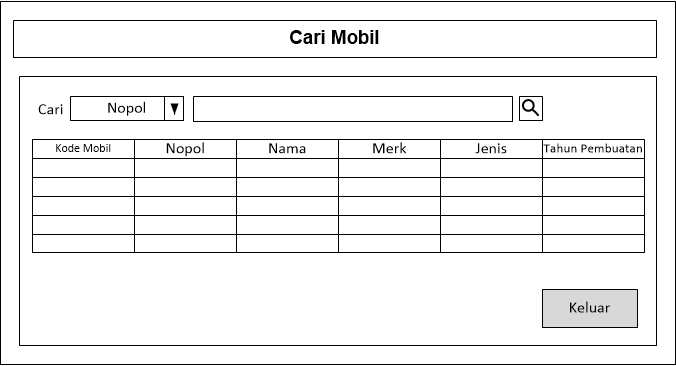 Cari Mobil
Cari Nopol
Kode Mobil Nopol Nama Merk Jenis Tahun Pembuatan
Keluar